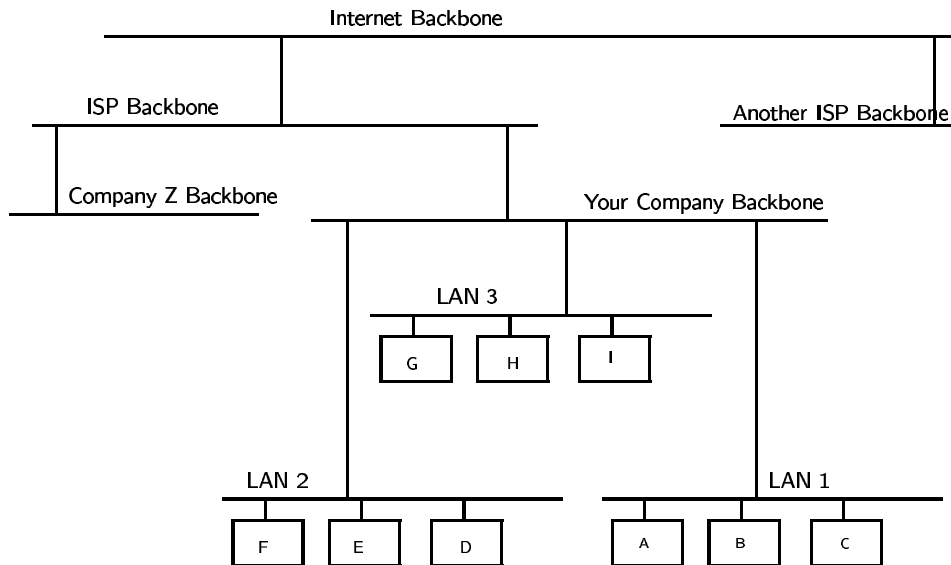 Internet Backbone
ISP Backbone
Another ISP Backbone
Company Z Backbone
Your Company Backbone
LAN 3
G
H
I
LAN 2
LAN 1
F
E
D
A
B
C